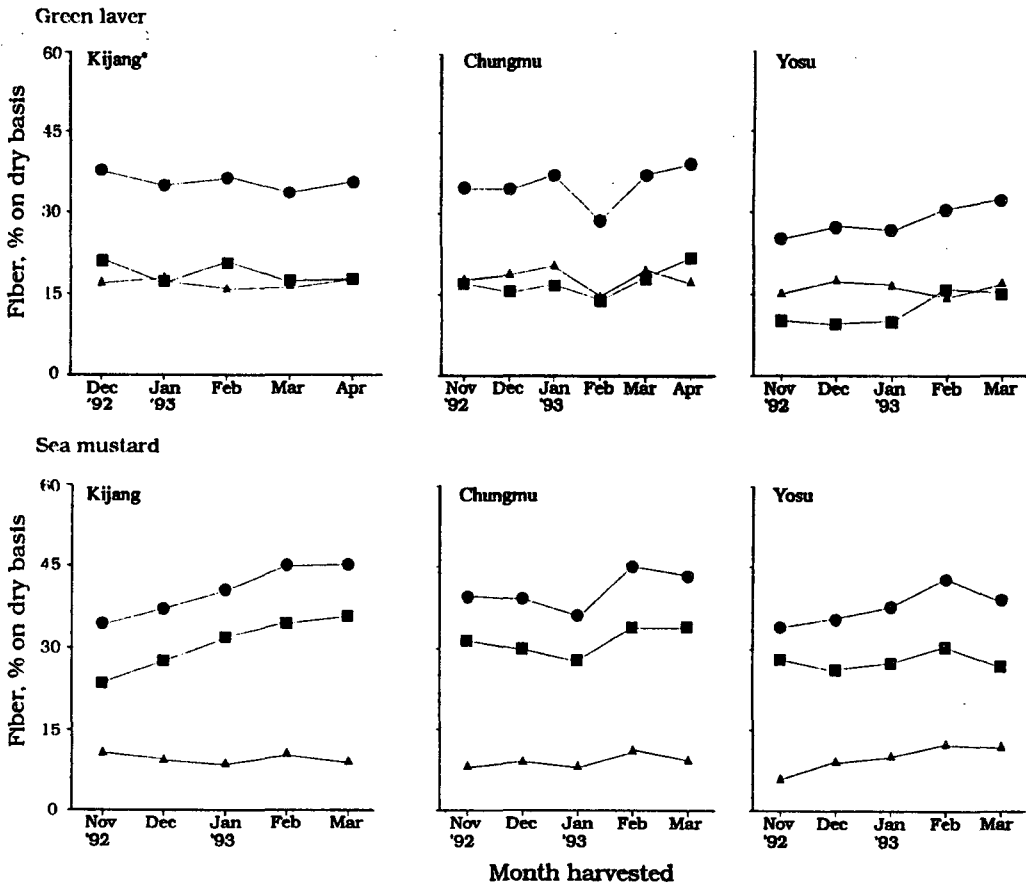 Green laver
Fiber, % on dry basis
60
45
30
15
0
Kijang*
Dec Jan Feb Mar Apr
'92 '93
Chungmu
Nov Dec Jan Feb Mar Apr
'92 '93
Yosu
Nov Dec Jan Feb Mar
'92 '93
Sea mustard
Fiber, % on dry basis
60
45
30
15
0
Kijang
Nov Dec Jan Feb Mar
'92 '93
Chungmu
Nov Dec Jan Feb Mar
'92 '93
Yosu
Nov Dec Jan Feb Mar
'92 '93
Month harvested